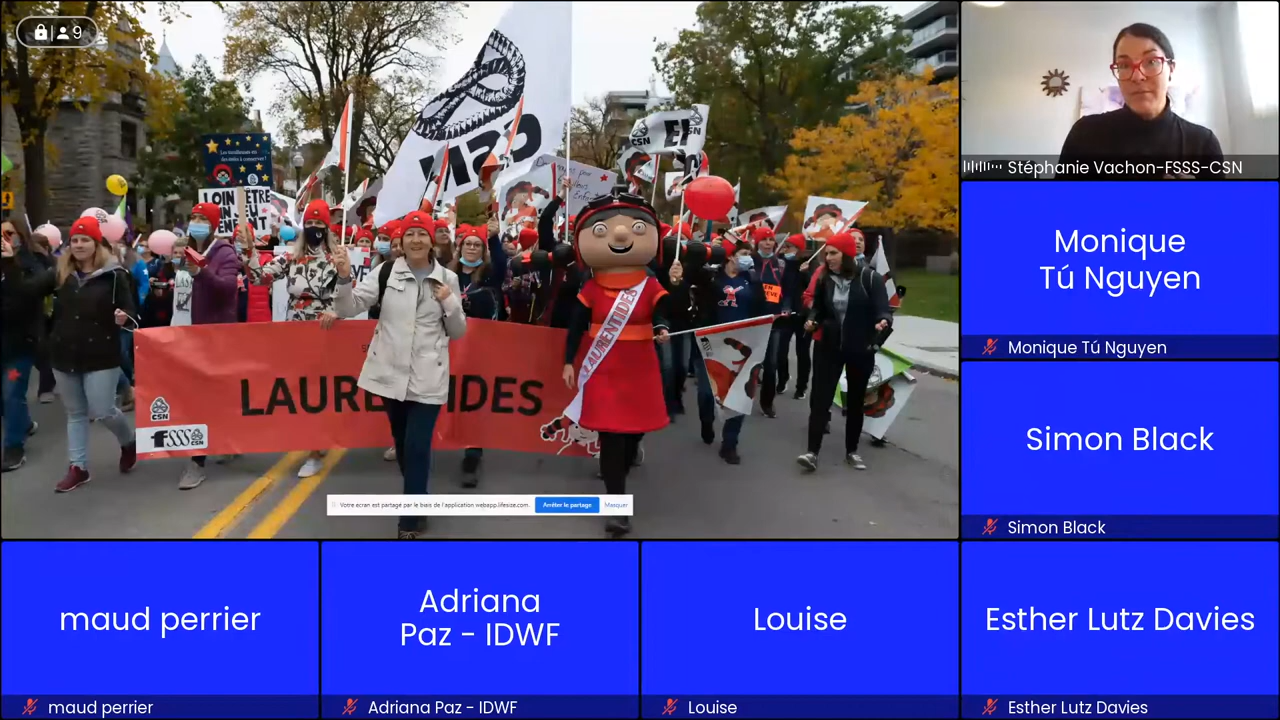 9
CSN
CSN
LAURENTIDES
LAURENTIDES
CSN
fsssCSN
Votre écran est partagé par le biais de l'application webapp.lifesize.com.
Arrêter le partage
Masquer
Stéphanie Vachon-FSSS-CSN
Monique
Tú Nguyen
Monique Tú Nguyen
Simon Black
Simon Black
maud perrier
maud perrier
Adriana
Paz - IDWF
Adriana Paz - IDWF
Louise
Louise
Esther Lutz Davies
Esther Lutz Davies